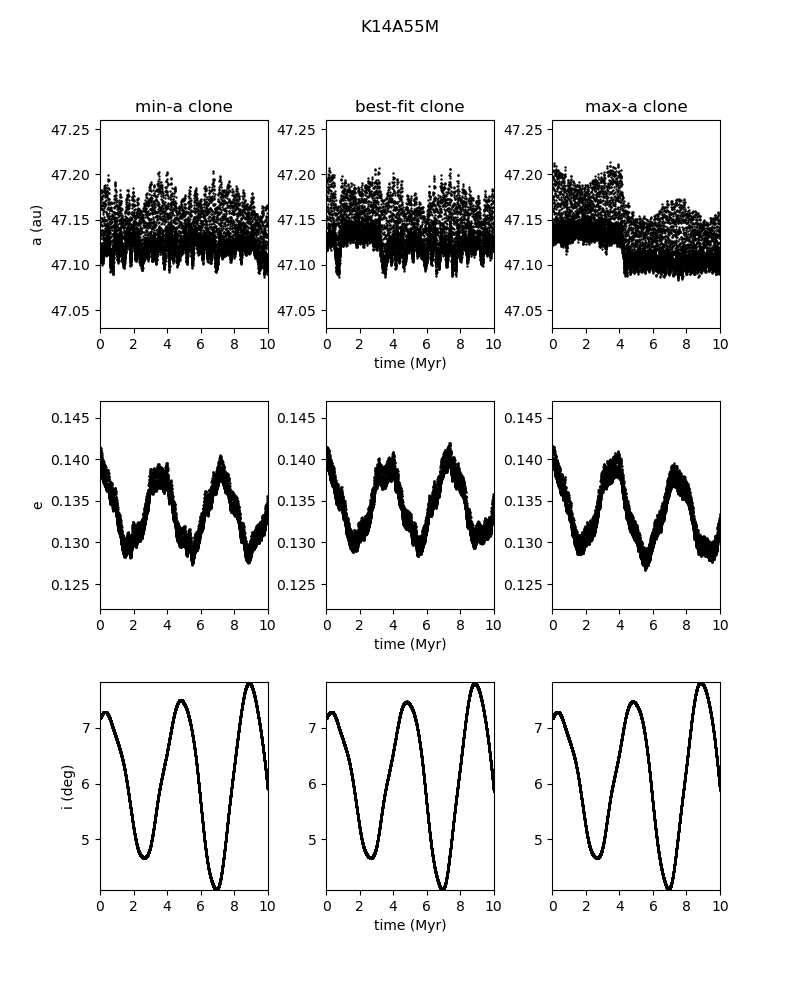 K14A55M
min-a clone best-fit clone max-a clone
47.25 47.25 47.25
47.20 47.20 47.20
a (au)
47.15 47.15 47.15
47.10 47.10 47.10
47.05 47.05 47.05
0 2 4 6 8 10 0 2 4 6 8 10 0 2 4 6 8 10
time (Myr)
0.145 0.145 0.145
0.140 0.140 0.140
e
0.135 0.135 0.135
0.130 0.130 0.130
0.125 0.125 0.125
0 2 4 6 8 10 0 2 4 6 8 10 0 2 4 6 8 10
time (Myr)
7 7 7
i (deg)
6 6 6
5 5 5
0 2 4 6 8 10 0 2 4 6 8 10 0 2 4 6 8 10
time (Myr)